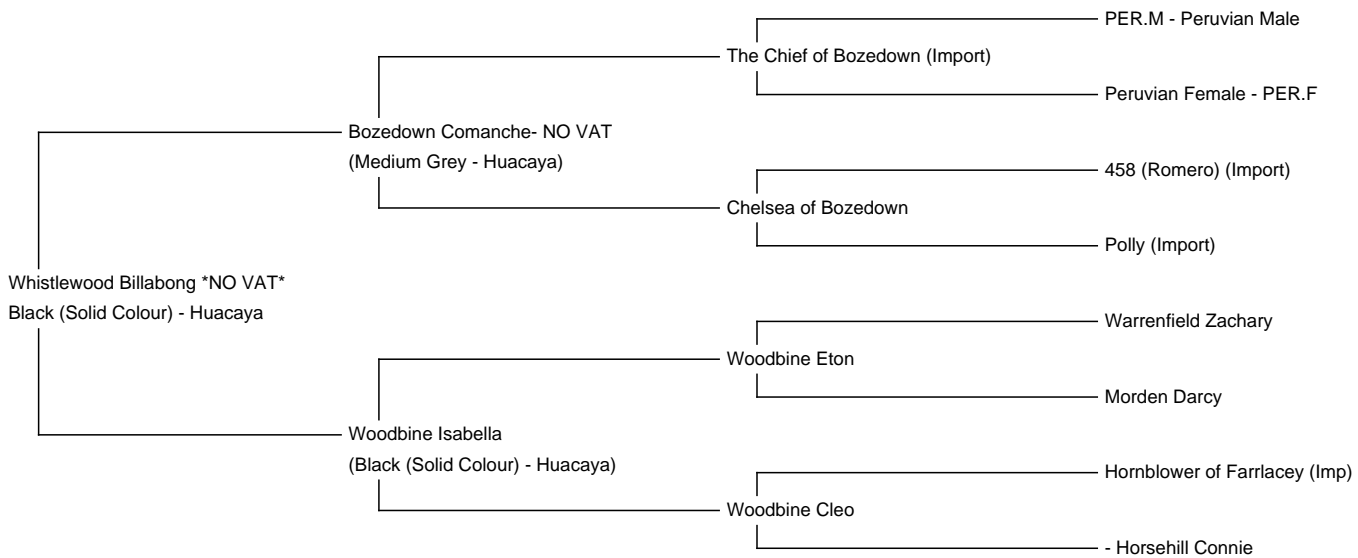 PER.M - Peruvian Male
The Chief of Bozedown (Import)
Peruvian Female - PER.F
Bozedown Comanche- NO VAT
(Medium Grey - Huacaya)
458 (Romero) (Import)
Chelsea of Bozedown
Polly (Import)
Whistlewood Billabong *NO VAT*
Black (Solid Colour) - Huacaya
Warrenfield Zachary
Woodbine Eton
Morden Darcy
Woodbine Isabella
(Black (Solid Colour) - Huacaya)
Hornblower of Farrlacey (Imp)
Woodbine Cleo
- Horsehill Connie